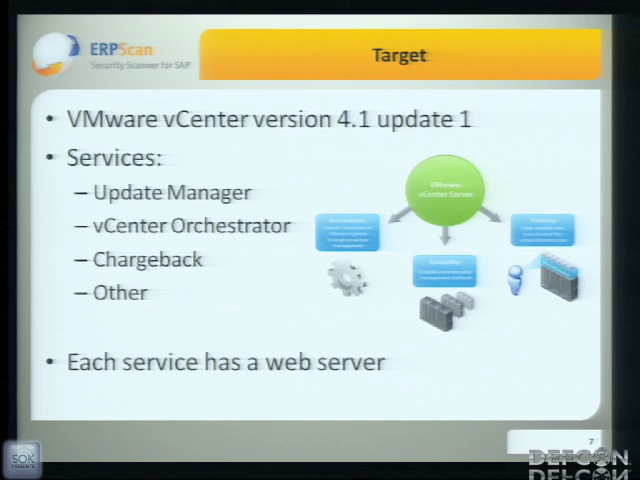 ERPScan
Security Scanner for SAP
Target
• VMware vCenter version 4.1 update 1
• Services:
– Update Manager
– vCenter Orchestrator
– Chargeback
– Other
• Each service has a web server
VMware
vCenter Server
Automation
Visibility
Scalability
7
DEFCON
SOK